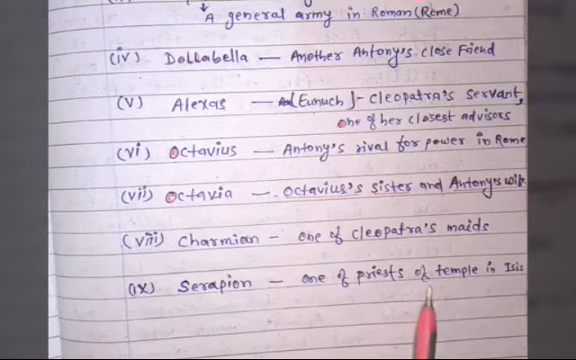 A general army in Roman (Rome)
(iv) Dollabella — Another Antony's close Friend
(v) Alexas — [Eunuch] - cleopatra's servant,
one of her closest advisors
(vi) Octavius — Antony's rival for power in Rome
(vii) Octavia — Octavius's sister and Antony's wife
(viii) Charmian - one of cleopatra's maids
(ix) Serapion - one of priests of temple in Isis